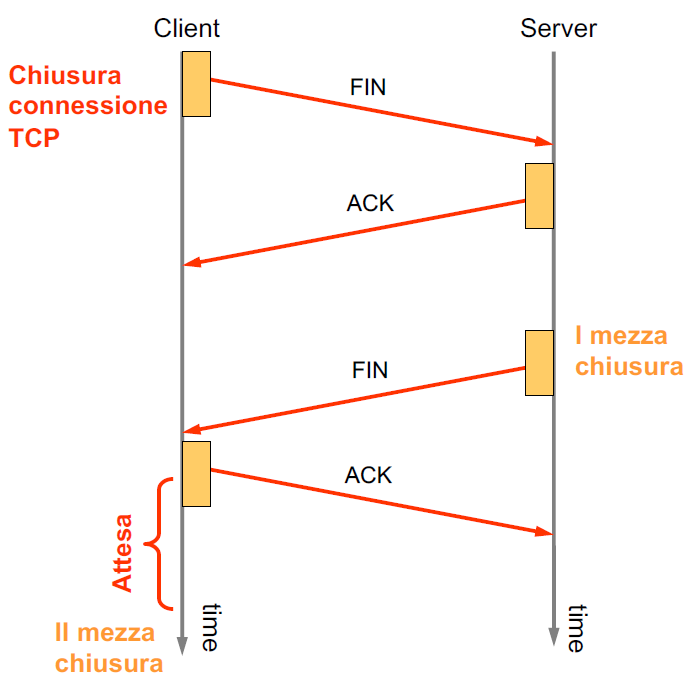 Client
Server
Chiusura
connessione
TCP
FIN
ACK
I mezza
chiusura
FIN
ACK
Attesa
time
time
II mezza
chiusura